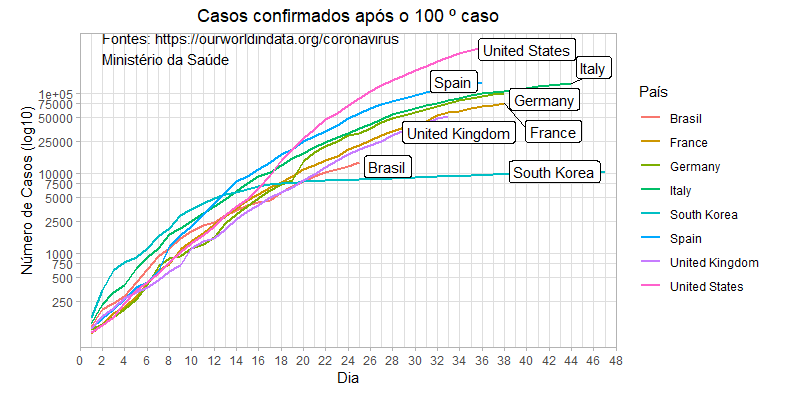 Casos confirmados após o 100 º caso
Fontes: https://ourworldindata.org/coronavirus
Ministério da Saúde
Número de Casos (log10)
1e+05
75000
50000
25000
10000
7500
5000
2500
1000
750
500
250
United States
Italy
Spain
Germany
United Kingdom
France
Brasil
South Korea
0 2 4 6 8 10 12 14 16 18 20 22 24 26 28 30 32 34 36 38 40 42 44 46 48
Dia
País
Brasil
France
Germany
Italy
South Korea
Spain
United Kingdom
United States